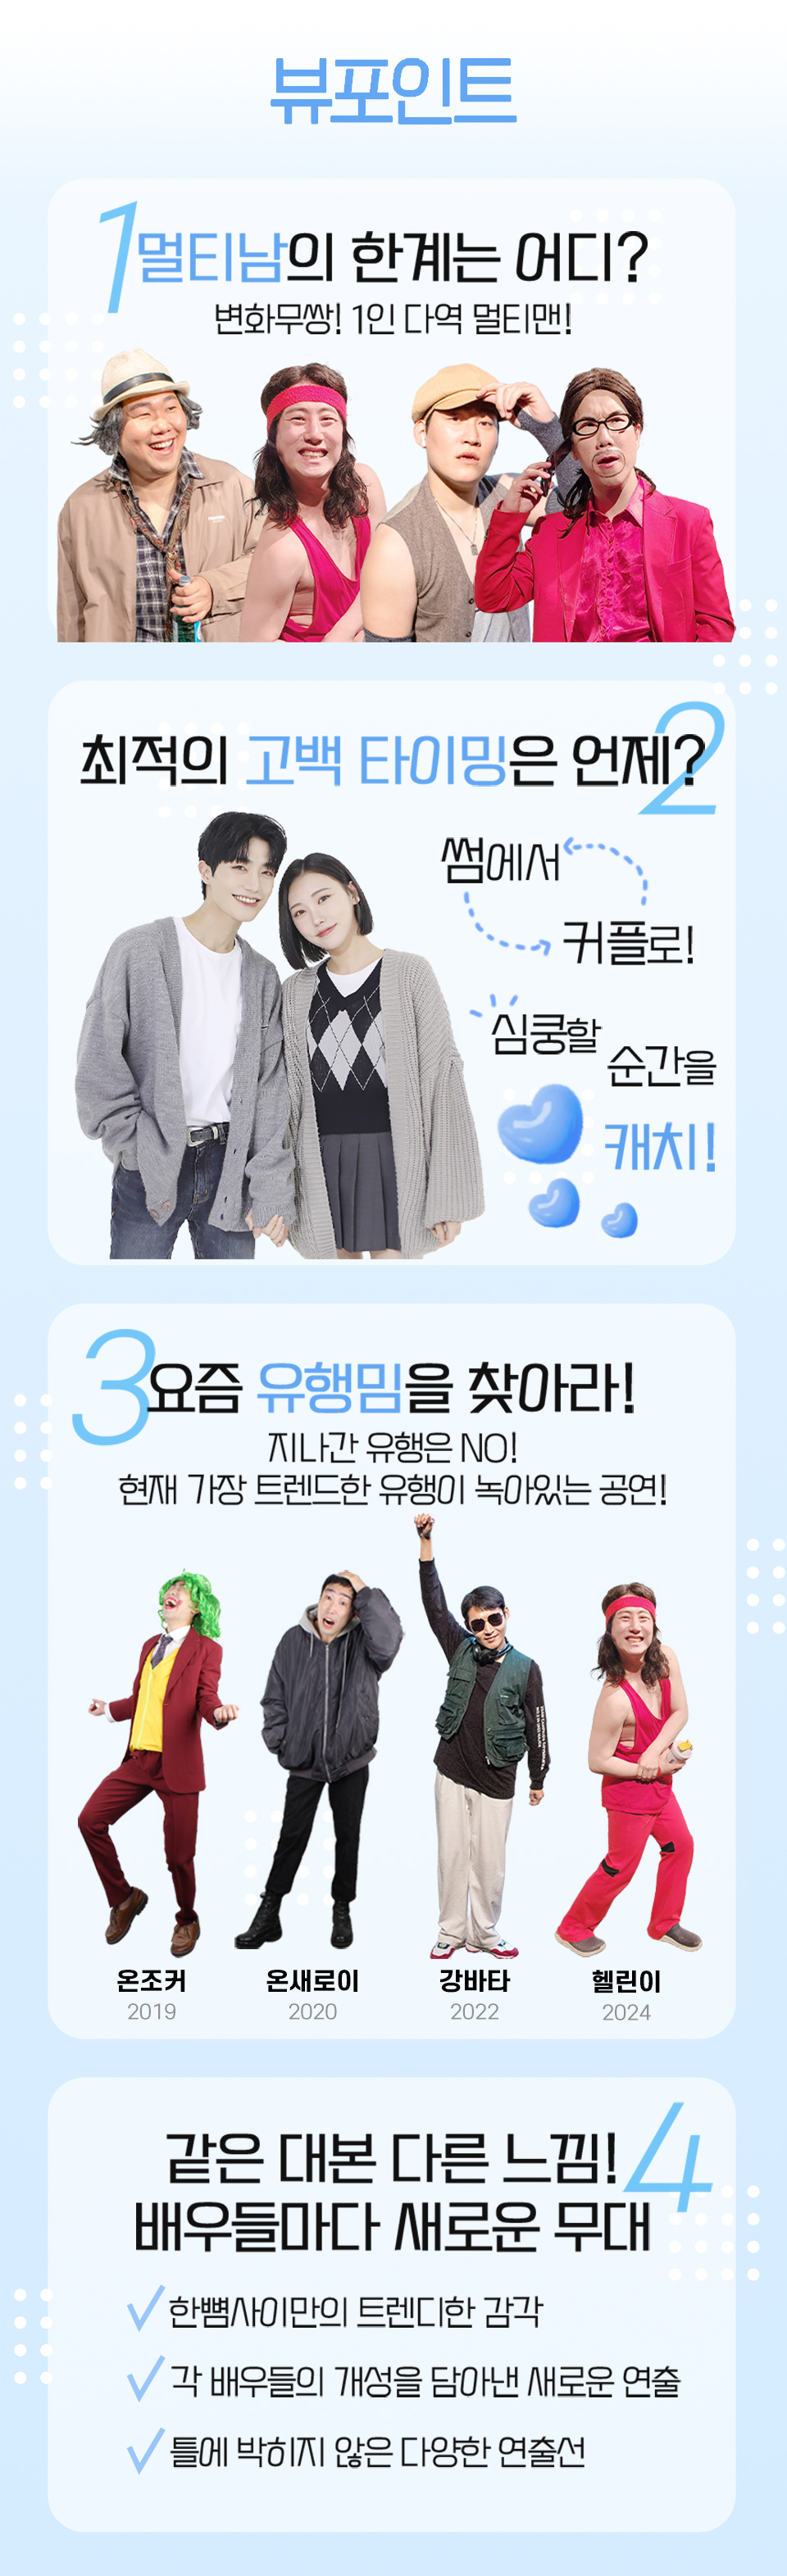 뷰포인트
1
멀티남의 한계는 어디?
변화무쌍! 1인 다역 멀티맨!
2
최적의 고백 타이밍은 언제?
썸에서
커플로!
심쿵할
순간을
캐치!
3
요즘 유행밈을 찾아라!
지나간 유행은 NO!
현재 가장 트렌드한 유행이 녹아있는 공연!
온조커 온새로이 강바타 헬린이
2019 2020 2022 2024
4
같은 대본 다른 느낌!
배우들마다 새로운 무대
한뼘사이만의 트렌디한 감각
각 배우들의 개성을 담아낸 새로운 연출
틀에 박히지 않은 다양한 연출선